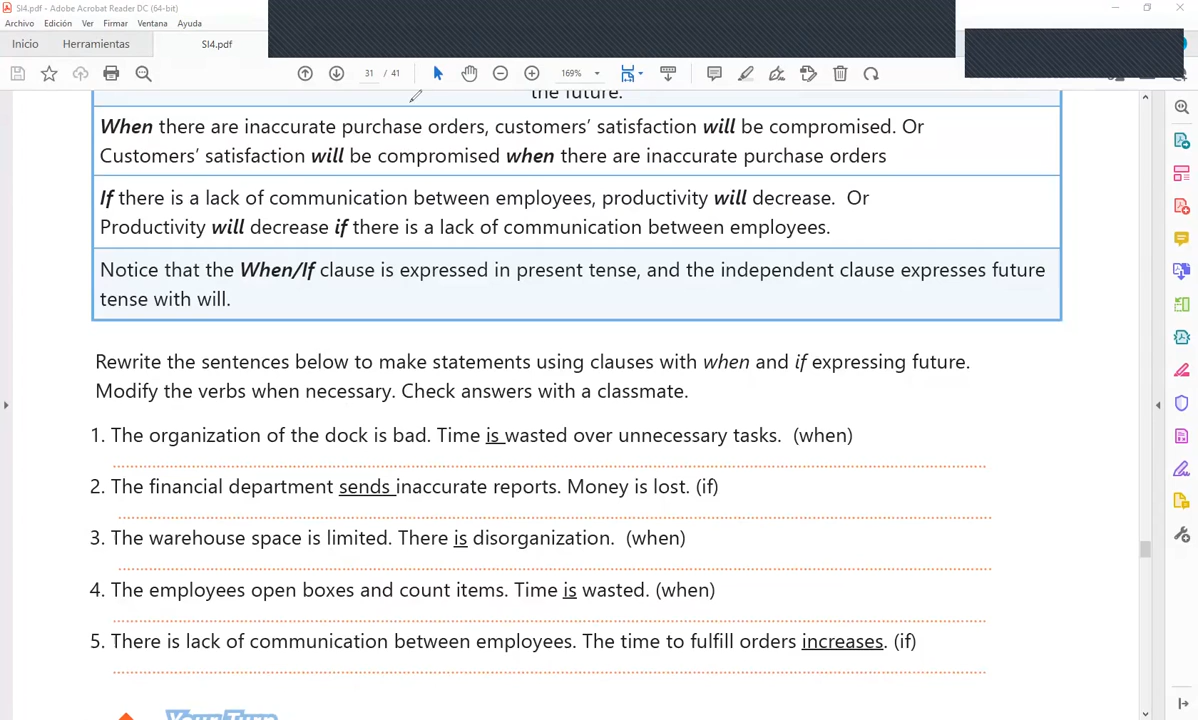 SI4.pdf - Adobe Acrobat Reader DC (64-bit)
Archivo Edición Ver Firmar Ventana Ayuda
Inicio Herramientas SI4.pdf
31 / 41 169%
the future.
When there are inaccurate purchase orders, customers’ satisfaction will be compromised. Or
Customers’ satisfaction will be compromised when there are inaccurate purchase orders
If there is a lack of communication between employees, productivity will decrease. Or
Productivity will decrease if there is a lack of communication between employees.
Notice that the When/If clause is expressed in present tense, and the independent clause expresses future
tense with will.
Rewrite the sentences below to make statements using clauses with when and if expressing future.
Modify the verbs when necessary. Check answers with a classmate.
1. The organization of the dock is bad. Time is wasted over unnecessary tasks. (when)
2. The financial department sends inaccurate reports. Money is lost. (if)
3. The warehouse space is limited. There is disorganization. (when)
4. The employees open boxes and count items. Time is wasted. (when)
5. There is lack of communication between employees. The time to fulfill orders increases. (if)
Your Turn